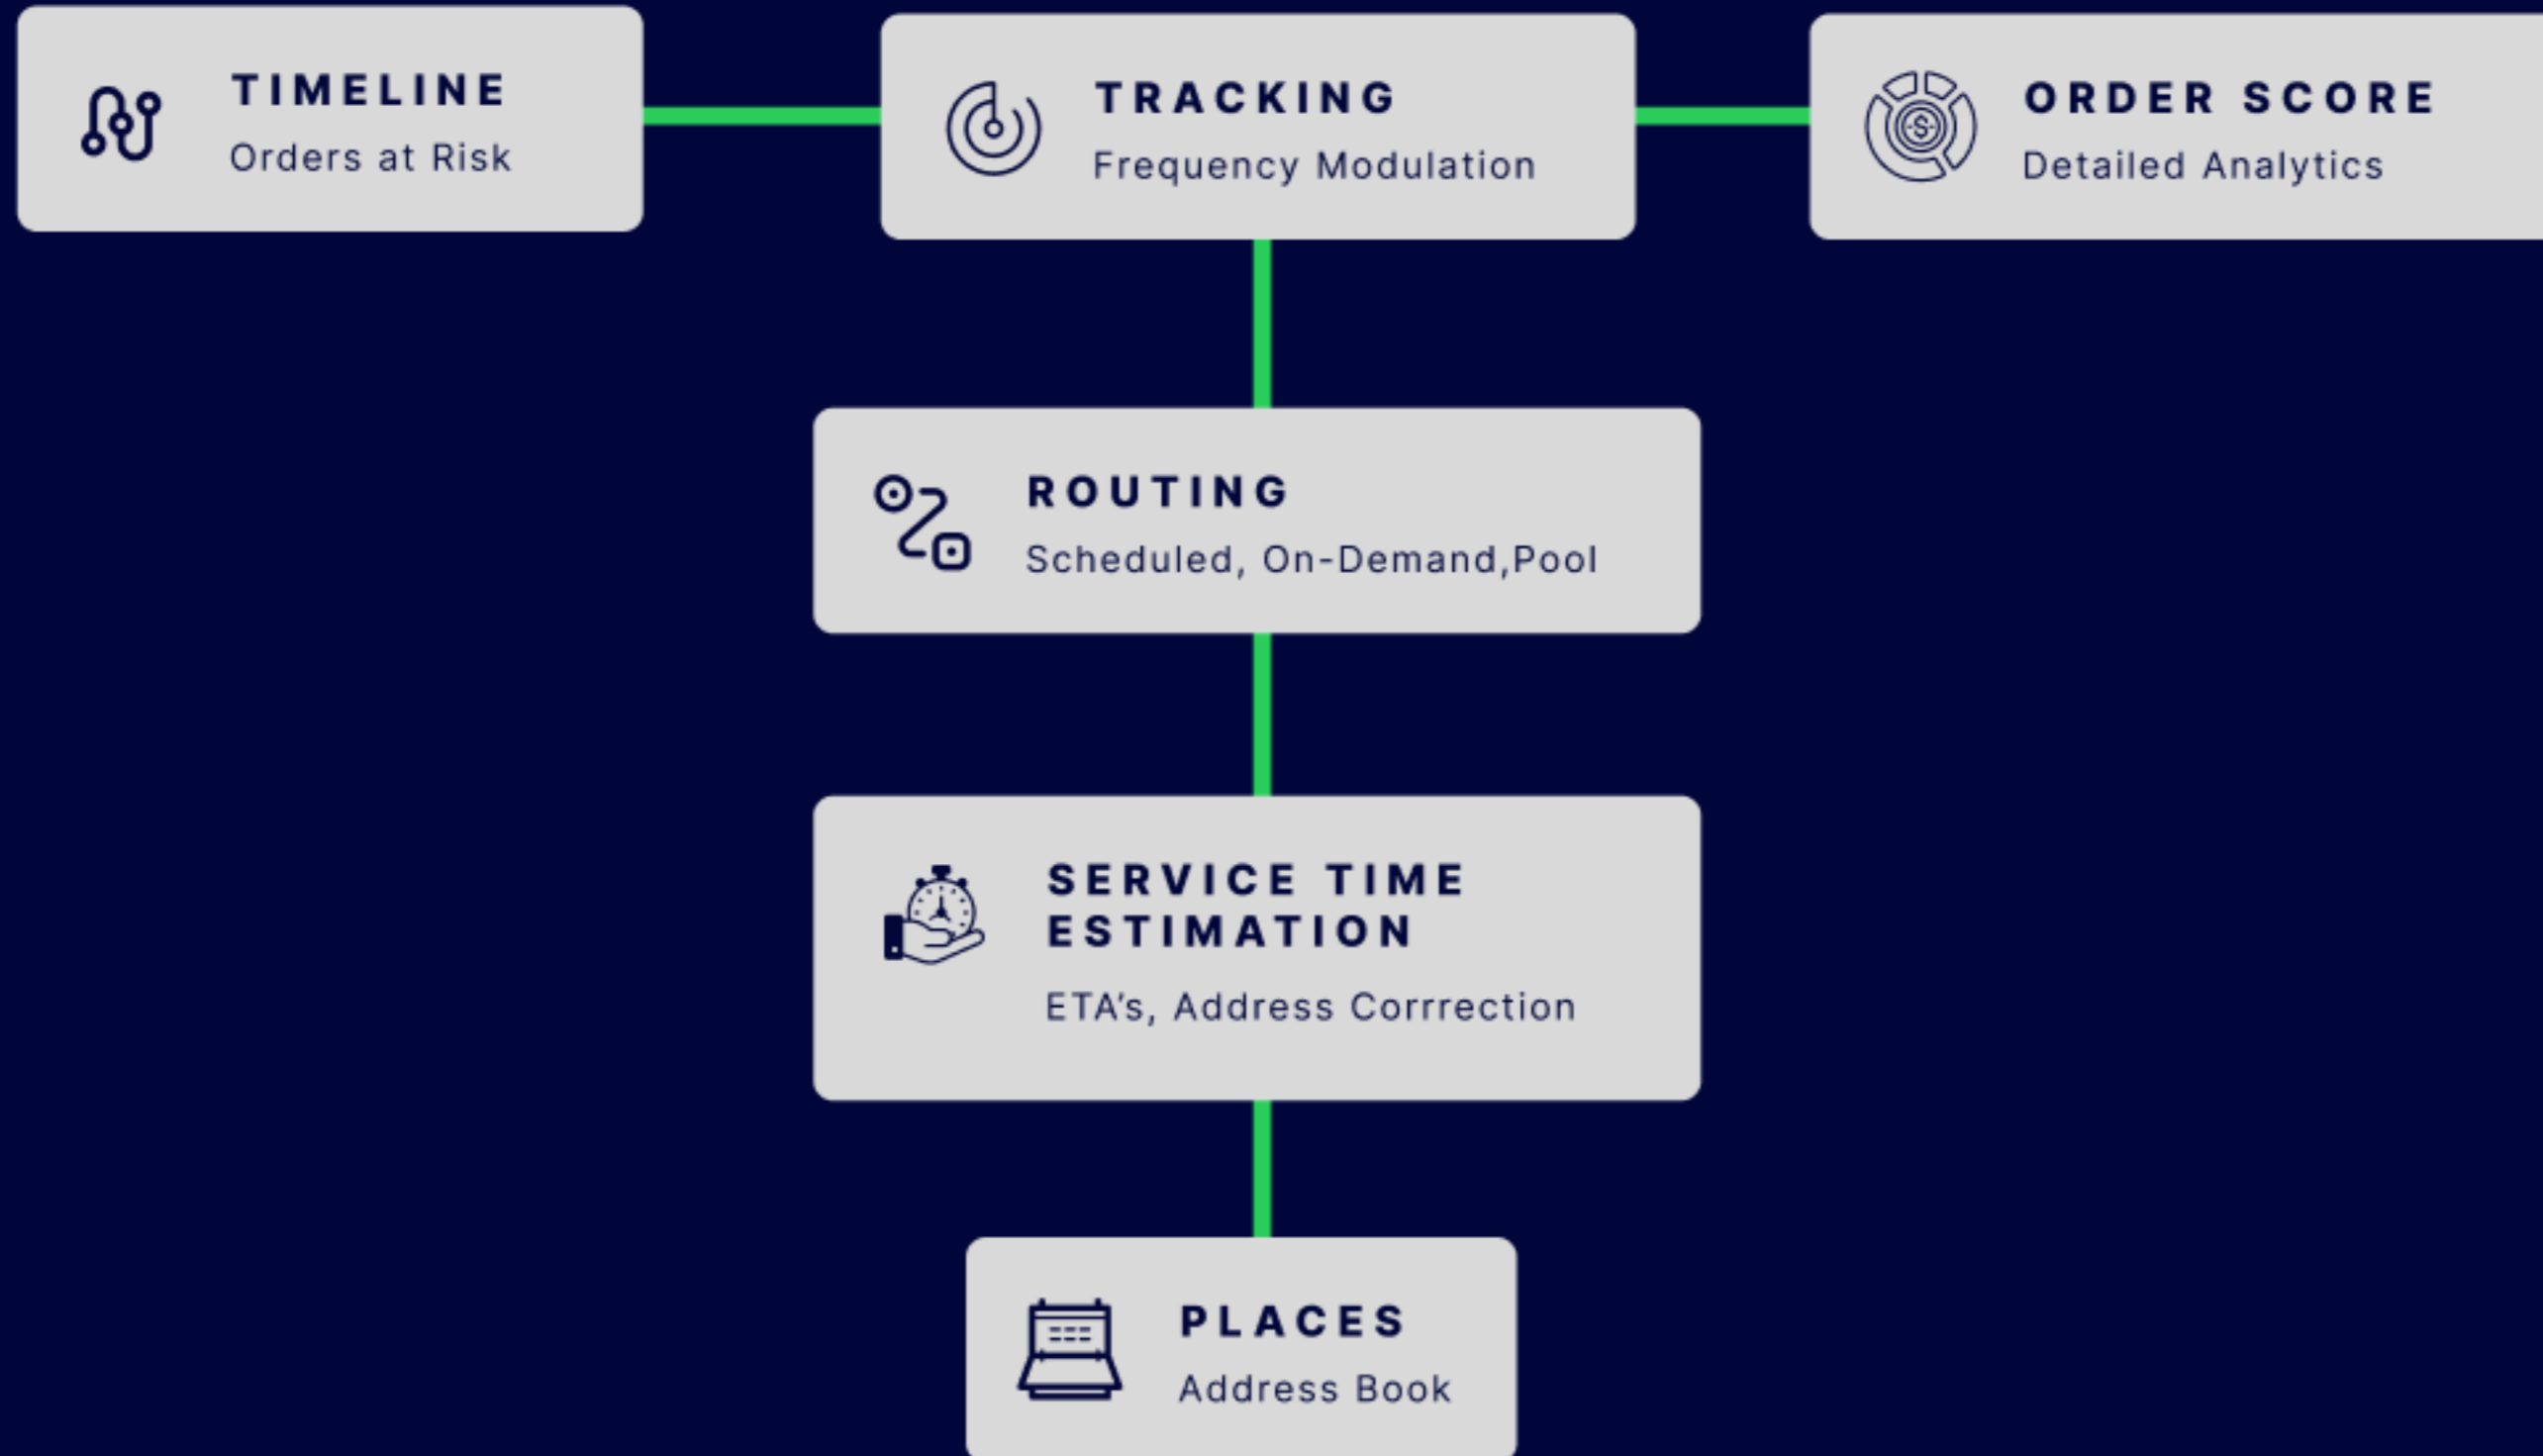 TIMELINE
Orders at Risk
TRACKING
Frequency Modulation
ORDER SCORE
Detailed Analytics
ROUTING
Scheduled, On-Demand,Pool
SERVICE TIME
ESTIMATION
ETA’s, Address Corrrection
PLACES
Address Book